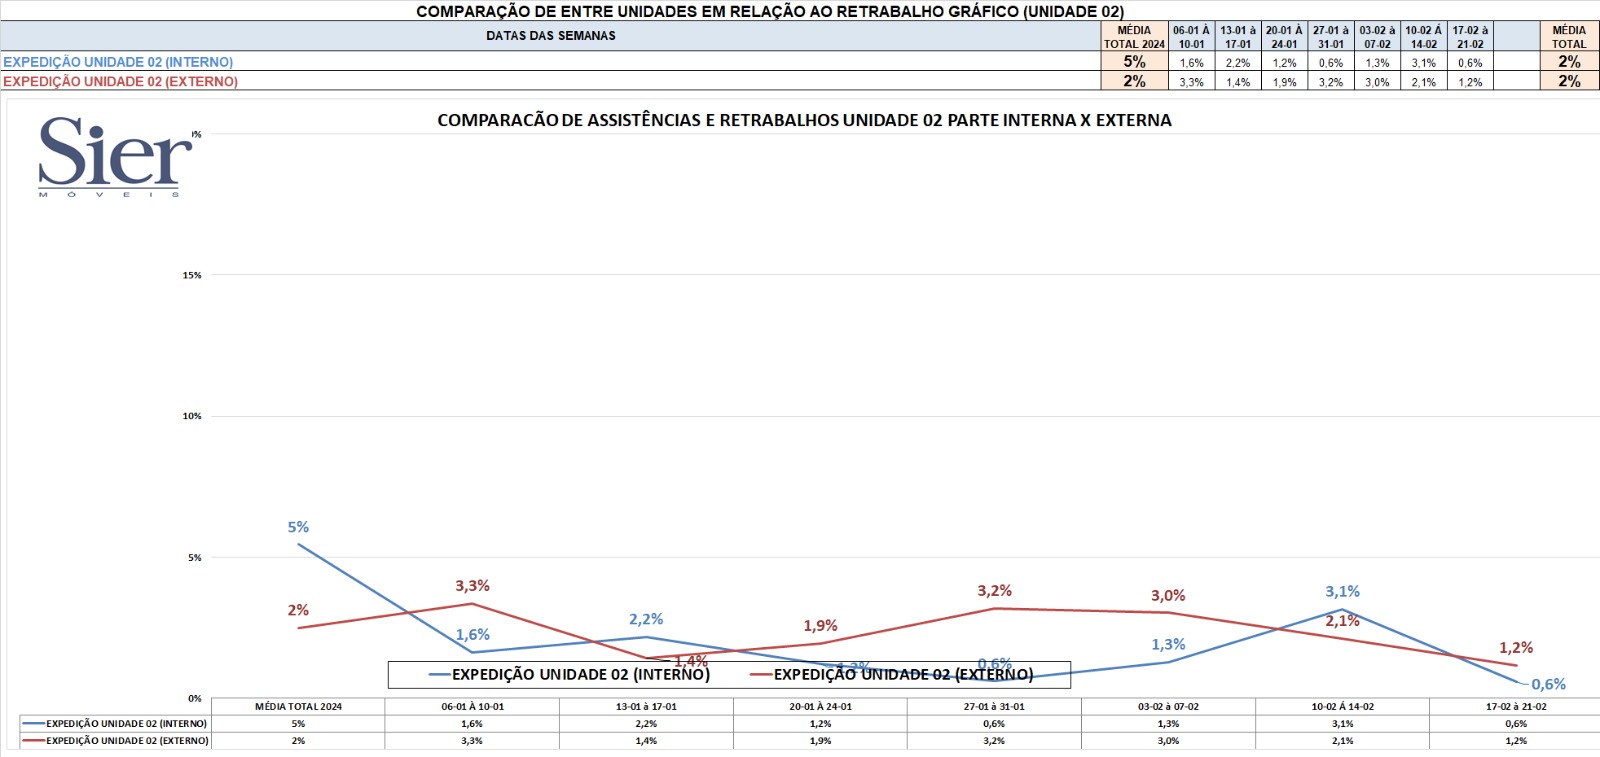 COMPARAÇÃO DE ENTRE UNIDADES EM RELAÇÃO AO RETRABALHO GRÁFICO (UNIDADE 02)
DATAS DAS SEMANAS MÉDIA TOTAL 2024 06-01 À 10-01 13-01 à 17-01 20-01 À 24-01 27-01 à 31-01 03-02 à 07-02 10-02 Á 14-02 17-02 à 21-02 MÉDIA TOTAL
EXPEDIÇÃO UNIDADE 02 (INTERNO) 5% 1,6% 2,2% 1,2% 0,6% 1,3% 3,1% 0,6% 2%
EXPEDIÇÃO UNIDADE 02 (EXTERNO) 2% 3,3% 1,4% 1,9% 3,2% 3,0% 2,1% 1,2% 2%
COMPARACÃO DE ASSISTÊNCIAS E RETRABALHOS UNIDADE 02 PARTE INTERNA X EXTERNA
Sier
MÓVEIS
15%
10%
5%
0%
5%
2%
3,3%
1,6%
2,2%
1,4%
1,9%
1,2%
3,2%
0,6%
3,0%
1,3%
3,1%
2,1%
1,2%
0,6%
EXPEDIÇÃO UNIDADE 02 (INTERNO) EXPEDIÇÃO UNIDADE 02 (EXTERNO)
MÉDIA TOTAL 2024 06-01 À 10-01 13-01 à 17-01 20-01 À 24-01 27-01 à 31-01 03-02 à 07-02 10-02 Á 14-02 17-02 à 21-02
EXPEDIÇÃO UNIDADE 02 (INTERNO) 5% 1,6% 2,2% 1,2% 0,6% 1,3% 3,1% 0,6%
EXPEDIÇÃO UNIDADE 02 (EXTERNO) 2% 3,3% 1,4% 1,9% 3,2% 3,0% 2,1% 1,2%